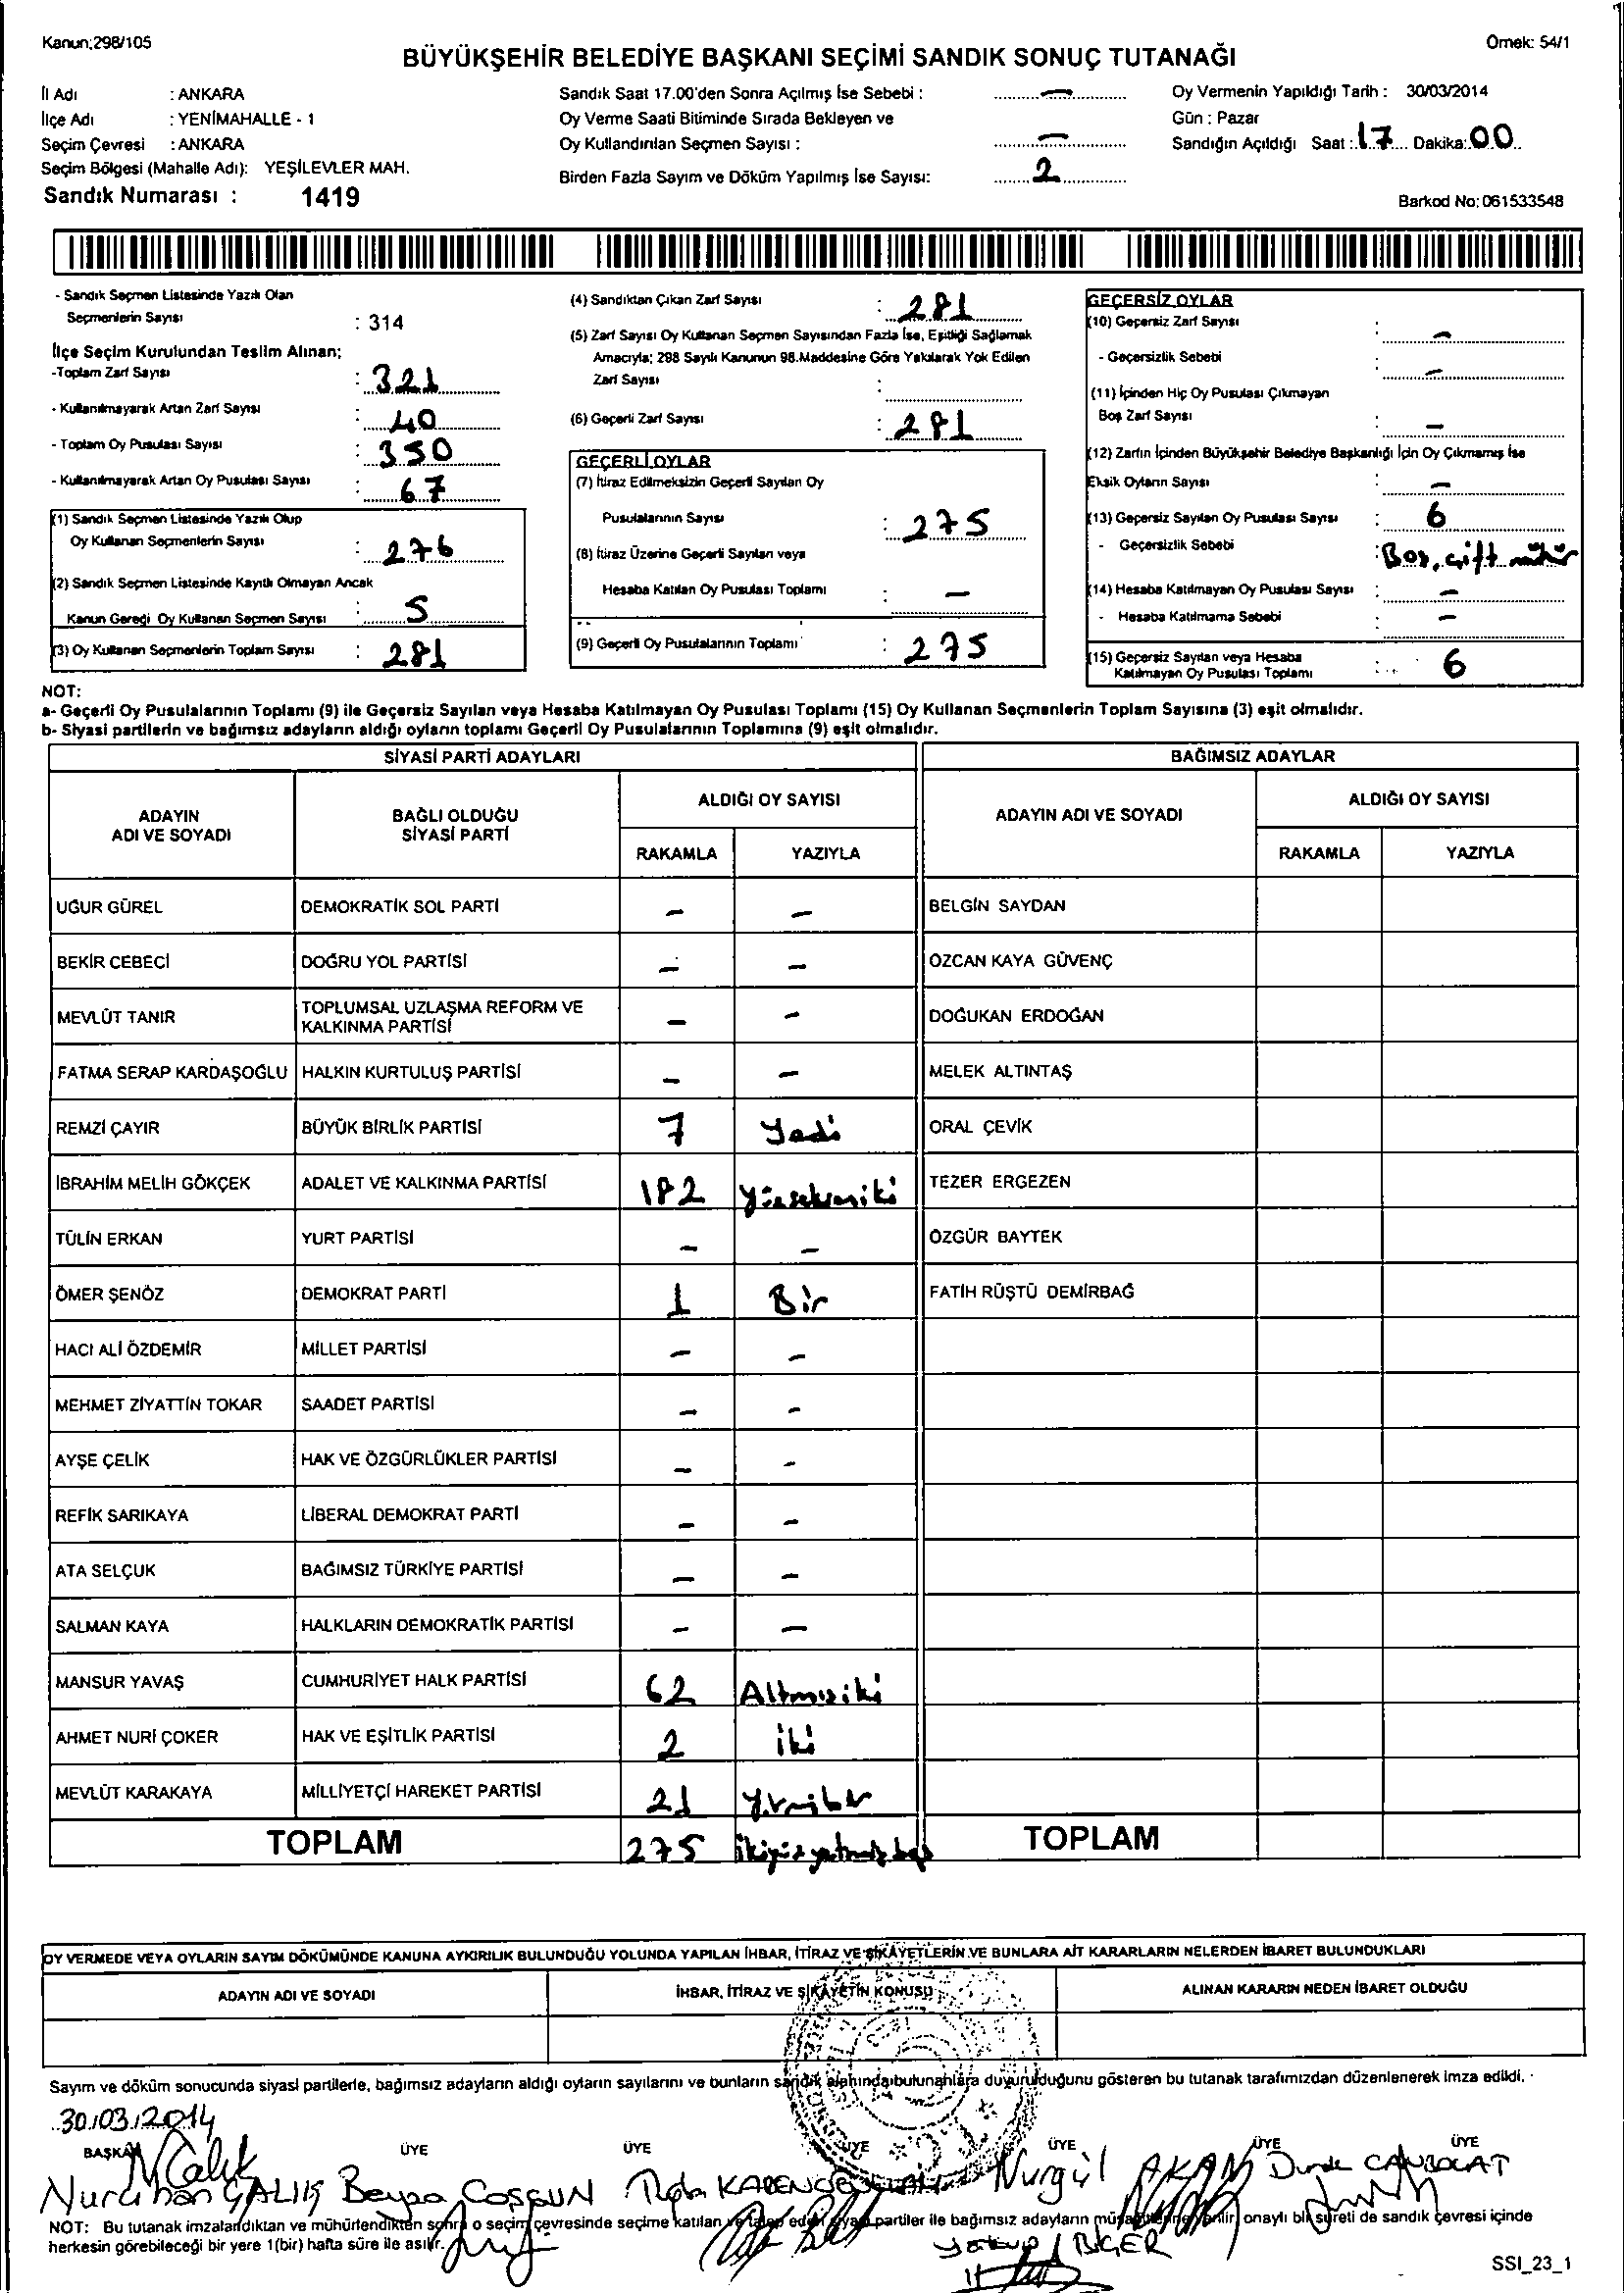 Kanun;298/105
Örnek: 54/1
BÜYÜKŞEHİR BELEDİYE BAŞKANI SEÇİMİ SANDIK SONUÇ TUTANAĞI
İl Adı : ANKARA
İlçe Adı : YENİMAHALLE - 1
Seçim Çevresi : ANKARA
Seçim Bölgesi (Mahalle Adı): YEŞİLEVLER MAH.
Sandık Numarası : 1419
Sandık Saat 17.00'den Sonra Açılmış İse Sebebi : —
Oy Verme Saati Bitiminde Sırada Bekleyen ve
Oy Kullandırılan Seçmen Sayısı : —
Birden Fazla Sayım ve Döküm Yapılmış İse Sayısı: 2
Oy Vermenin Yapıldığı Tarih : 30/03/2014
Gün : Pazar
Sandığın Açıldığı Saat : 17 Dakika: 00
Barkod No: 061533548
- Sandık Seçmen Listesinde Yazılı Olan
Seçmenlerin Sayısı : 314
İlçe Seçim Kurulundan Teslim Alınan;
-Toplam Zarf Sayısı : 321
- Kullanılmayarak Artan Zarf Sayısı : 40
- Toplam Oy Pusulası Sayısı : 350
- Kullanılmayarak Artan Oy Pusulası Sayısı : 67
(1) Sandık Seçmen Listesinde Yazılı Olup
Oy Kullanan Seçmenlerin Sayısı : 276
(2) Sandık Seçmen Listesinde Kayıtlı Olmayan Ancak
Kanun Gereği Oy Kullanan Seçmen Sayısı : 5
(3) Oy Kullanan Seçmenlerin Toplam Sayısı : 281
(4) Sandıktan Çıkan Zarf Sayısı : 281
(5) Zarf Sayısı Oy Kullanan Seçmen Sayısından Fazla İse, Eşitliği Sağlamak
Amacıyla; 298 Sayılı Kanunun 98.Maddesine Göre Yakılarak Yok Edilen
Zarf Sayısı :
(6) Geçerli Zarf Sayısı : 281
GEÇERLİ OYLAR
(7) İtiraz Edilmeksizin Geçerli Sayılan Oy
Pusulalarının Sayısı : 275
(8) İtiraz Üzerine Geçerli Sayılan veya
Hesaba Katılan Oy Pusulası Toplamı : —
(9) Geçerli Oy Pusulalarının Toplamı : 275
GEÇERSİZ OYLAR
(10) Geçersiz Zarf Sayısı : —
- Geçersizlik Sebebi : —
(11) İçinden Hiç Oy Pusulası Çıkmayan
Boş Zarf Sayısı : —
(12) Zarfın İçinden Büyükşehir Belediye Başkanlığı İçin Oy Çıkmamış İse
Eksik Oyların Sayısı : —
(13) Geçersiz Sayılan Oy Pusulası Sayısı : 6
- Geçersizlik Sebebi : Boş, çift mühür
(14) Hesaba Katılmayan Oy Pusulası Sayısı : —
- Hesaba Katılmama Sebebi : —
(15) Geçersiz Sayılan veya Hesaba
Katılmayan Oy Pusulası Toplamı : 6
NOT:
a- Geçerli Oy Pusulalarının Toplamı (9) ile Geçersiz Sayılan veya Hesaba Katılmayan Oy Pusulası Toplamı (15) Oy Kullanan Seçmenlerin Toplam Sayısına (3) eşit olmalıdır.
b- Siyasi partilerin ve bağımsız adayların aldığı oyların toplamı Geçerli Oy Pusulalarının Toplamına (9) eşit olmalıdır.
SİYASİ PARTİ ADAYLARI BAĞIMSIZ ADAYLAR
ADAYIN ADI VE SOYADI BAĞLI OLDUĞU SİYASİ PARTİ ALDIĞI OY SAYISI ADAYIN ADI VE SOYADI ALDIĞI OY SAYISI
RAKAMLA YAZIYLA RAKAMLA YAZIYLA
UĞUR GÜREL DEMOKRATİK SOL PARTİ — — BELGİN SAYDAN
BEKİR CEBECİ DOĞRU YOL PARTİSİ — — ÖZCAN KAYA GÜVENÇ
MEVLÜT TANIR TOPLUMSAL UZLAŞMA REFORM VE KALKINMA PARTİSİ — — DOĞUKAN ERDOĞAN
FATMA SERAP KARDAŞOĞLU HALKIN KURTULUŞ PARTİSİ — — MELEK ALTINTAŞ
REMZİ ÇAYIR BÜYÜK BİRLİK PARTİSİ 7 Yedi ORAL ÇEVİK
İBRAHİM MELİH GÖKÇEK ADALET VE KALKINMA PARTİSİ 182 Yüzsekseniki TEZER ERGEZEN
TÜLİN ERKAN YURT PARTİSİ — — ÖZGÜR BAYTEK
ÖMER ŞENÖZ DEMOKRAT PARTİ 1 Bir FATİH RÜŞTÜ DEMİRBAĞ
HACI ALİ ÖZDEMİR MİLLET PARTİSİ — —
MEHMET ZİYATTİN TOKAR SAADET PARTİSİ — —
AYŞE ÇELİK HAK VE ÖZGÜRLÜKLER PARTİSİ — —
REFİK SARIKAYA LİBERAL DEMOKRAT PARTİ — —
ATA SELÇUK BAĞIMSIZ TÜRKİYE PARTİSİ — —
SALMAN KAYA HALKLARIN DEMOKRATİK PARTİSİ — —
MANSUR YAVAŞ CUMHURİYET HALK PARTİSİ 62 Altmışiki
AHMET NURİ ÇOKER HAK VE EŞİTLİK PARTİSİ 2 İki
MEVLÜT KARAKAYA MİLLİYETÇİ HAREKET PARTİSİ 21 Yirmibir
TOPLAM 275 İkiyüz yetmiş beş TOPLAM
OY VERMEDE VEYA OYLARIN SAYIM DÖKÜMÜNDE KANUNA AYKIRILIK BULUNDUĞU YOLUNDA YAPILAN İHBAR, İTİRAZ VE ŞİKAYETLERİN VE BUNLARA AİT KARARLARIN NELERDEN İBARET BULUNDUKLARI
ADAYIN ADI VE SOYADI İHBAR, İTİRAZ VE ŞİKAYETİN KONUSU ALINAN KARARIN NEDEN İBARET OLDUĞU
Sayım ve döküm sonucunda siyasi partilerle, bağımsız adayların aldığı oyların sayılarını ve bunların sandık alanında bulunanlara duyurulduğunu gösteren bu tutanak tarafımızdan düzenlenerek imza edildi.
30/03/2014
BAŞKAN ÜYE ÜYE ÜYE ÜYE ÜYE ÜYE
Nurcihan ÇALIŞ Beyza COŞGUN Nurgül AKAN CANBOLAT
NOT: Bu tutanak imzalandıktan ve mühürlendikten sonra o seçim çevresinde seçime katılan ve talep eden siyasi partiler ile bağımsız adayların müşahitlerine verilir, onaylı bir sureti de sandık çevresi içinde
herkesin görebileceği bir yere 1(bir) hafta süre ile asılır.
Yakup BİÇER
SSI_23_1